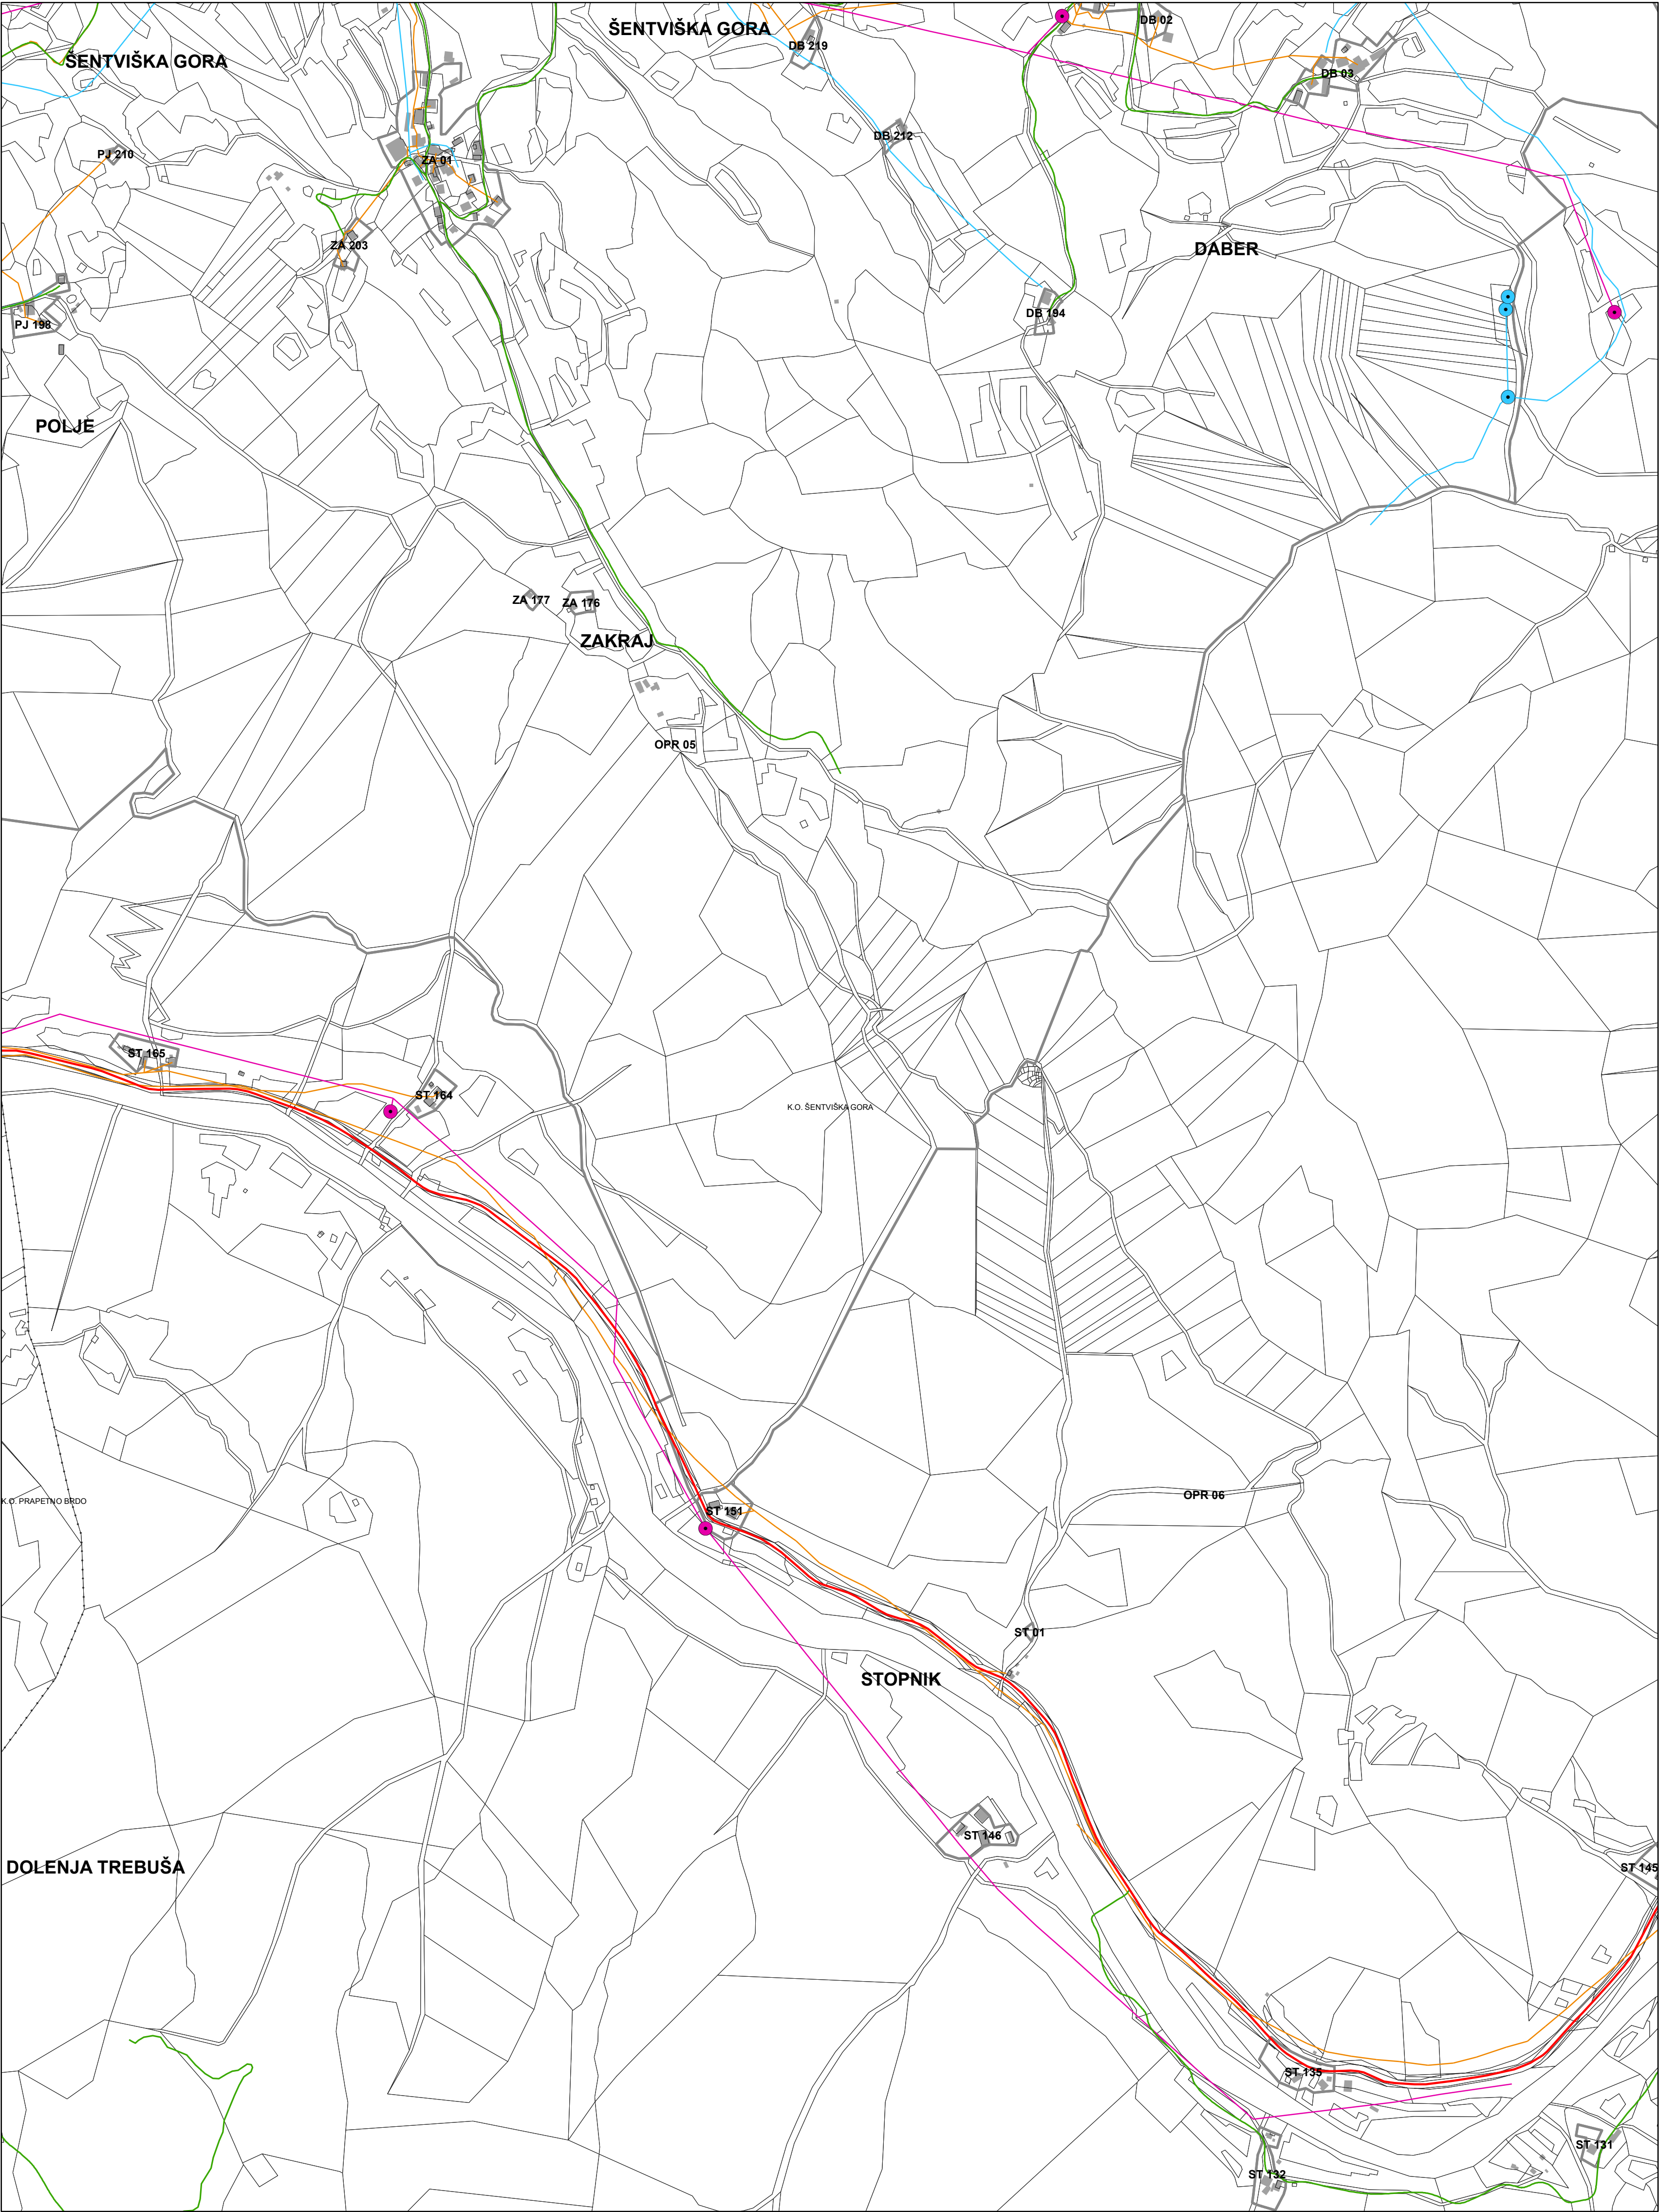 DB 02
ŠENTVIŠKA GORA
DB 219
ŠENTVIŠKA GORA
DB 03
DB 212
PJ 210
ZA 01
ZA 203
DABER
DB 194
PJ 198
POLJE
ZA 177
ZA 176
ZAKRAJ
OPR 05
ST 165
ST 164
K.O. ŠENTVIŠKA GORA
OPR 06
K.O. PRAPETNO BRDO
ST 151
ST 01
STOPNIK
ST 146
DOLENJA TREBUŠA
ST 145
ST 135
ST 131
ST 132